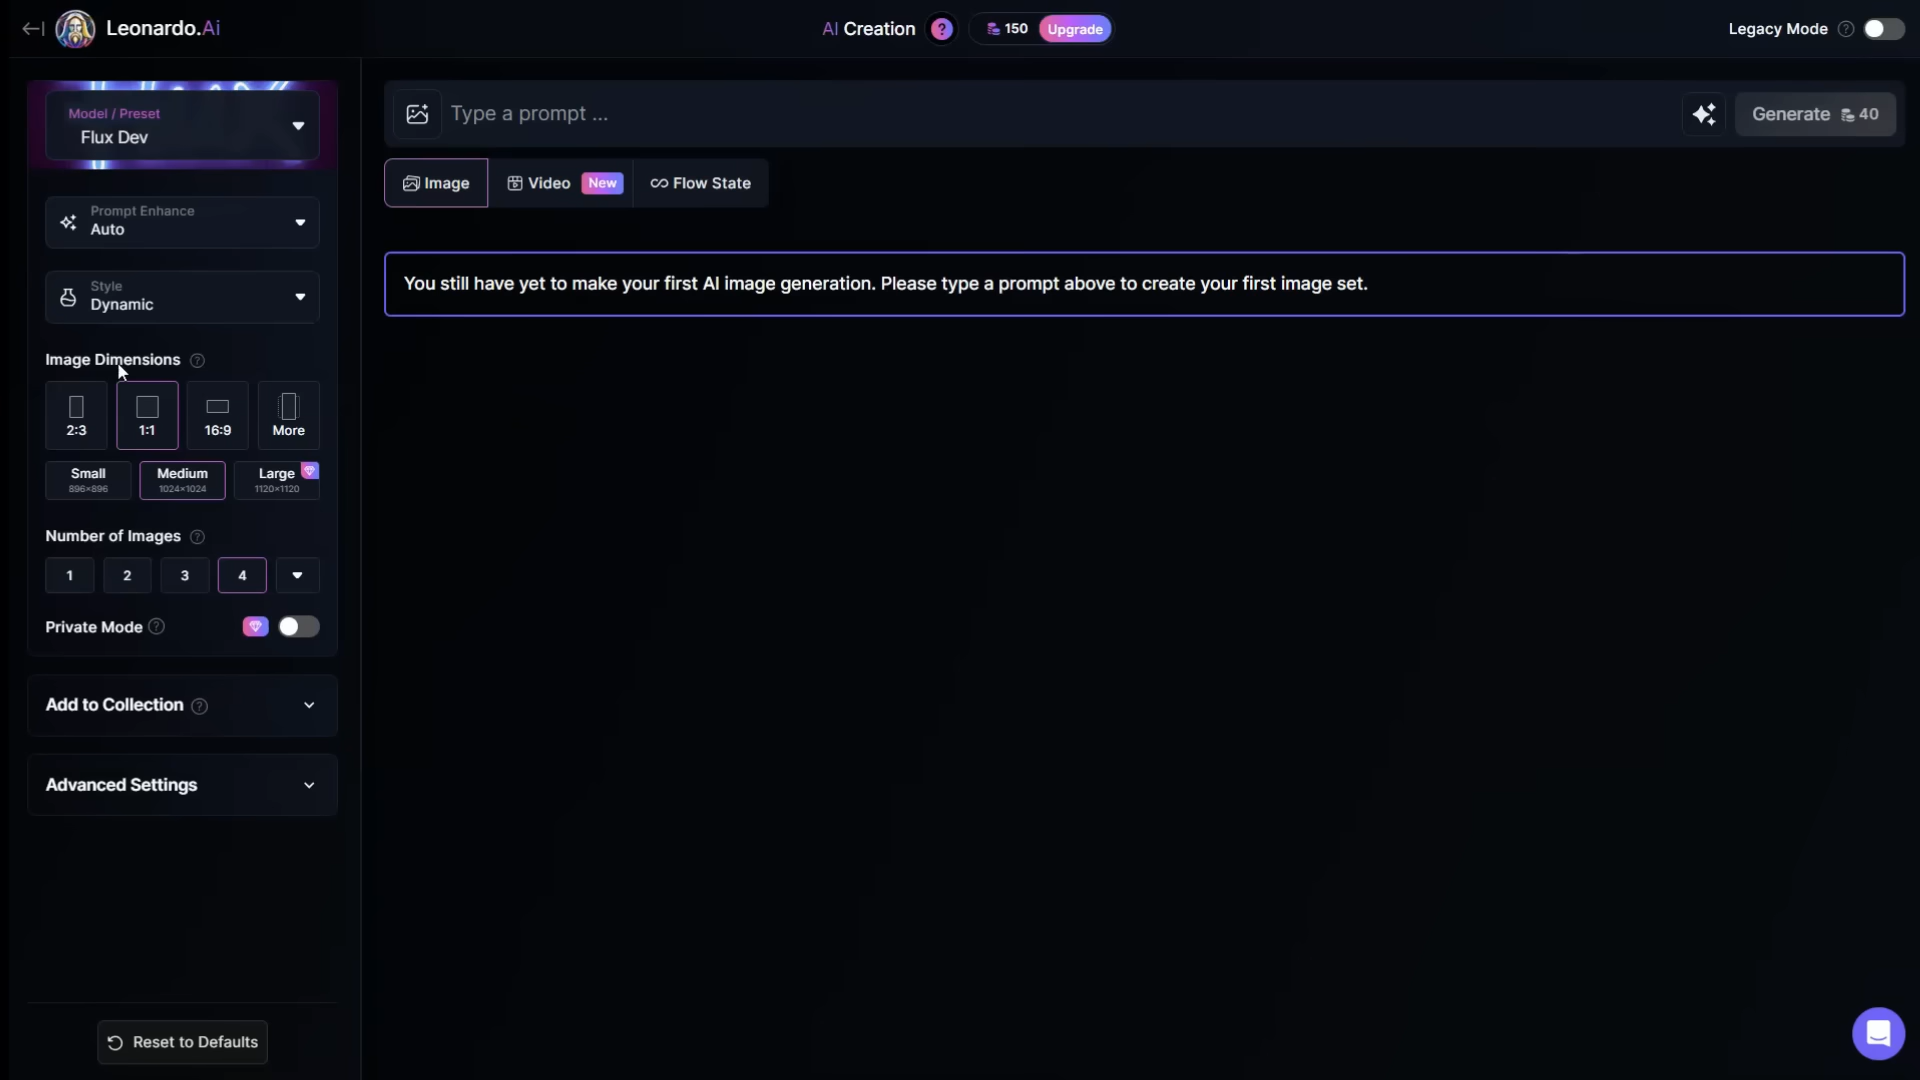 Leonardo.Ai
AI Creation ? 150 Upgrade
Legacy Mode ?
Model / Preset
Flux Dev
Type a prompt ...
Generate 40
Image
Video New
Flow State
Prompt Enhance
Auto
You still have yet to make your first AI image generation. Please type a prompt above to create your first image set.
Style
Dynamic
Image Dimensions ?
2:3 1:1 16:9 More
Small Medium Large
896×896 1024×1024 1120×1120
Number of Images ?
1 2 3 4
Private Mode ?
Add to Collection ?
Advanced Settings
Reset to Defaults